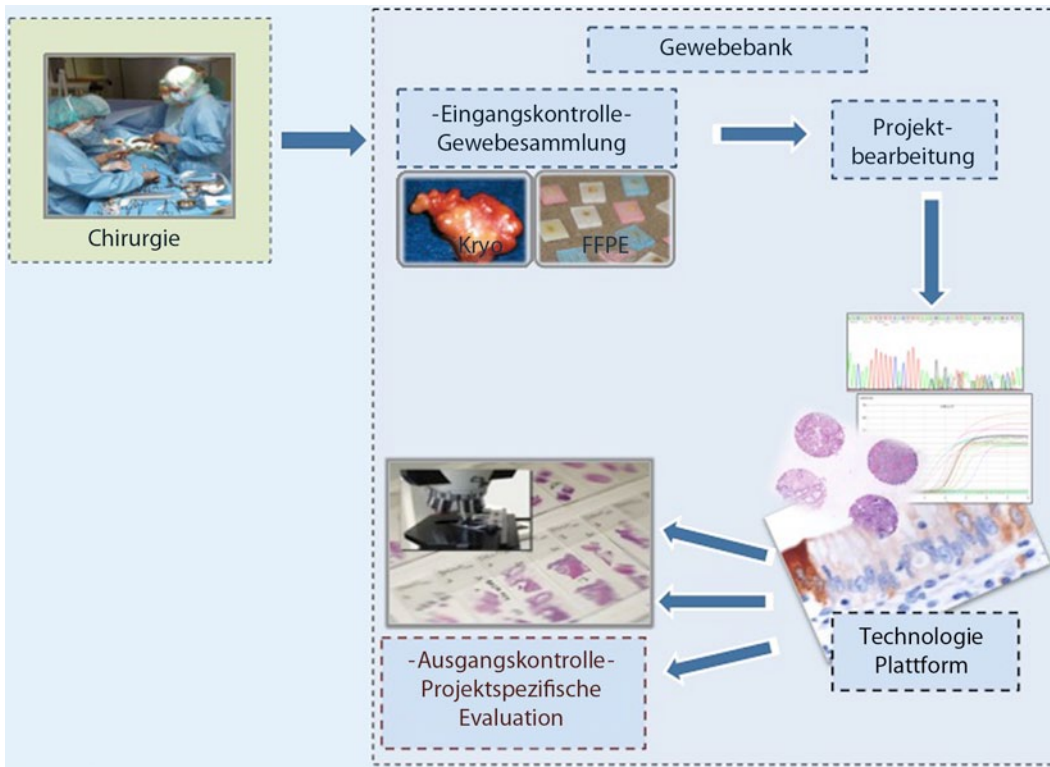 Gewebebank
-Eingangskontrolle-
Gewebesammlung
Projekt-
bearbeitung
Chirurgie
Kryo
FFPE
Technologie
Plattform
-Ausgangskontrolle-
Projektspezifische
Evaluation